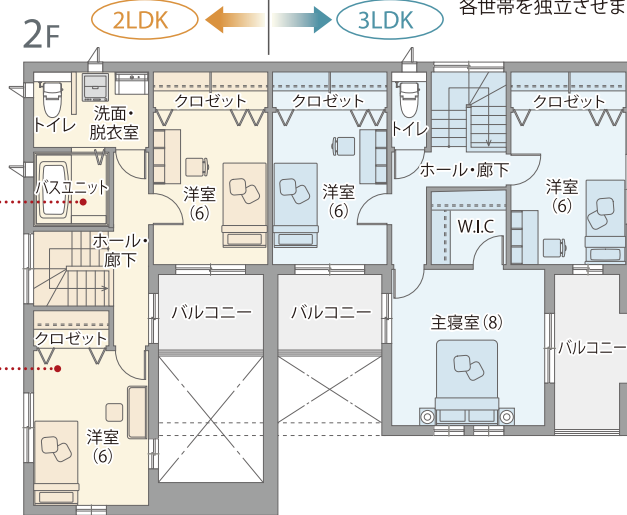 各世帯を独立させま
2F
2LDK
3LDK
トイレ
洗面・
脱衣室
クロゼット
クロゼット
トイレ
クロゼット
バスユニット
洋室
(6)
洋室
(6)
ホール・廊下
洋室
(6)
W.I.C
ホール・
廊下
バルコニー
バルコニー
主寝室(8)
バルコニー
クロゼット
洋室
(6)